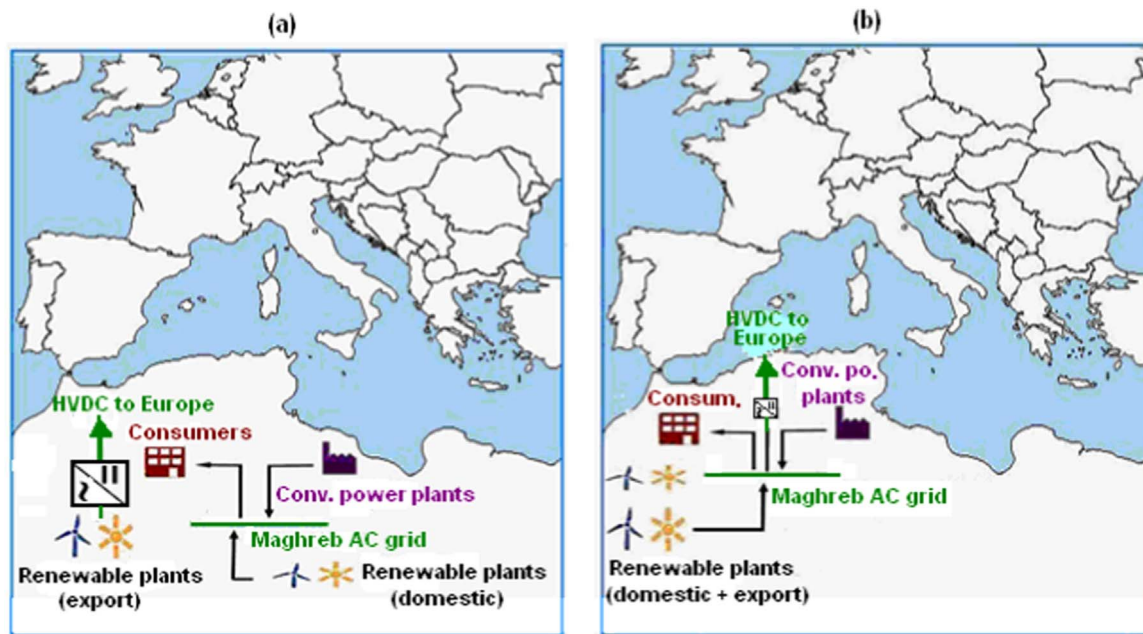 (a)
HVDC to Europe
Consumers
Conv. power plants
Maghreb AC grid
Renewable plants
(export)
Renewable plants
(domestic)
(b)
HVDC to
Europe
Conv. po.
plants
Consum.
Maghreb AC grid
Renewable plants
(domestic + export)